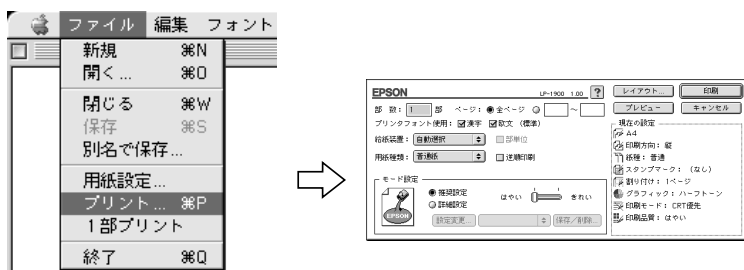 ファイル 編集 フォント
新規 ⌘N
開く... ⌘O
閉じる ⌘W
保存 ⌘S
別名で保存...
用紙設定...
プリント... ⌘P
1部プリント
終了 ⌘Q
EPSON LP-1900 1.00 ? レイアウト... 印刷
部数: 1 部 ページ: 全ページ ～ プレビュー キャンセル
プリンタフォント使用: 漢字 欧文 (標準)
給紙装置: 自動選択 部単位
用紙種類: 普通紙 逆順印刷
モード設定
推奨設定 はやい きれい
詳細設定
EPSON
設定変更... 保存/削除...
現在の設定
A4
印刷方向: 縦
紙種: 普通
スタンプマーク: (なし)
割り付け: 1ページ
グラフィック: ハーフトーン
印刷モード: CRT優先
印刷品質: はやい